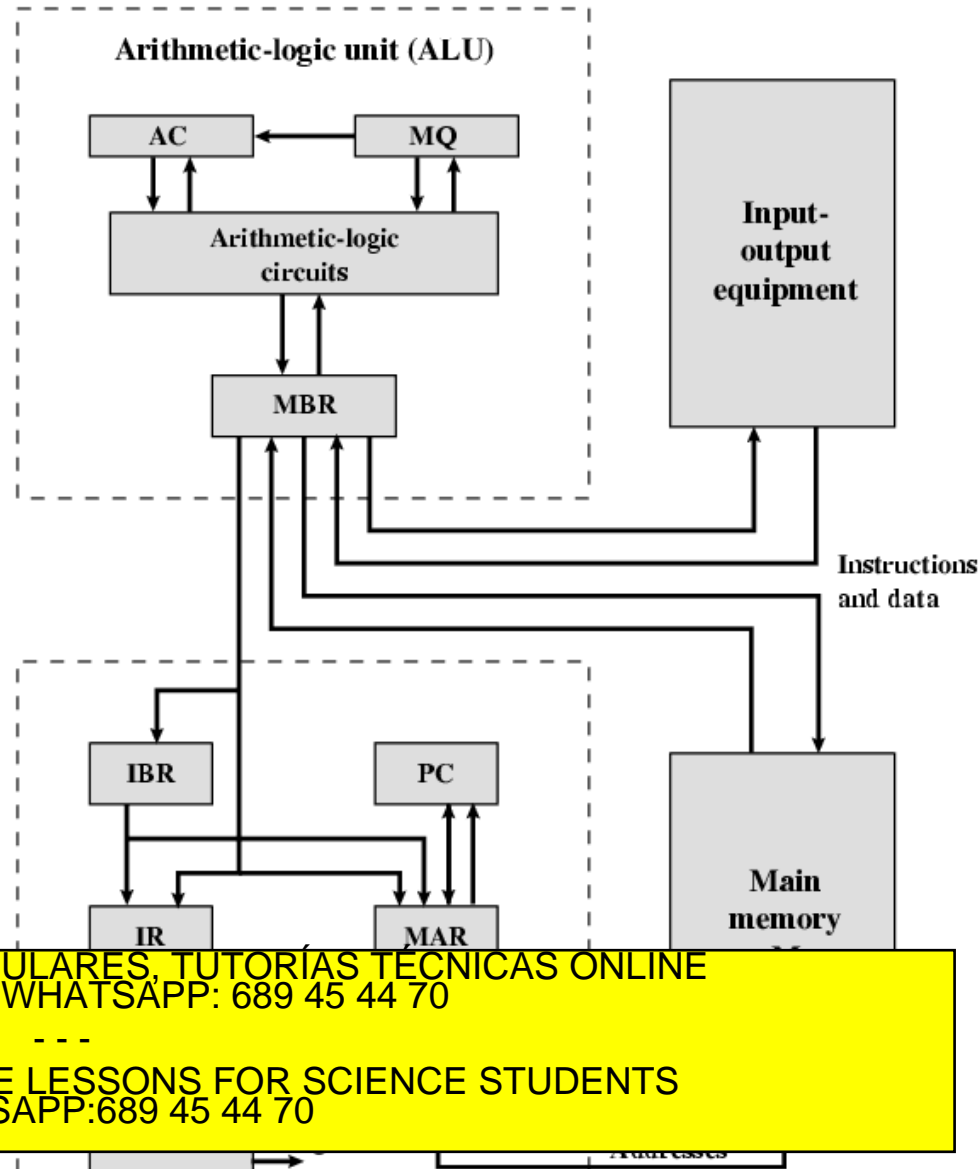 Arithmetic-logic unit (ALU)
AC
MQ
Arithmetic-logic
circuits
Input-
output
equipment
MBR
Instructions
and data
IBR
PC
IR
MAR
Main
memory
TUTORÍAS TÉCNICAS ONLINE
WHATSAPP: 689 45 44 70
- - -
LESSONS FOR SCIENCE STUDENTS
689 45 44 70
Addresses